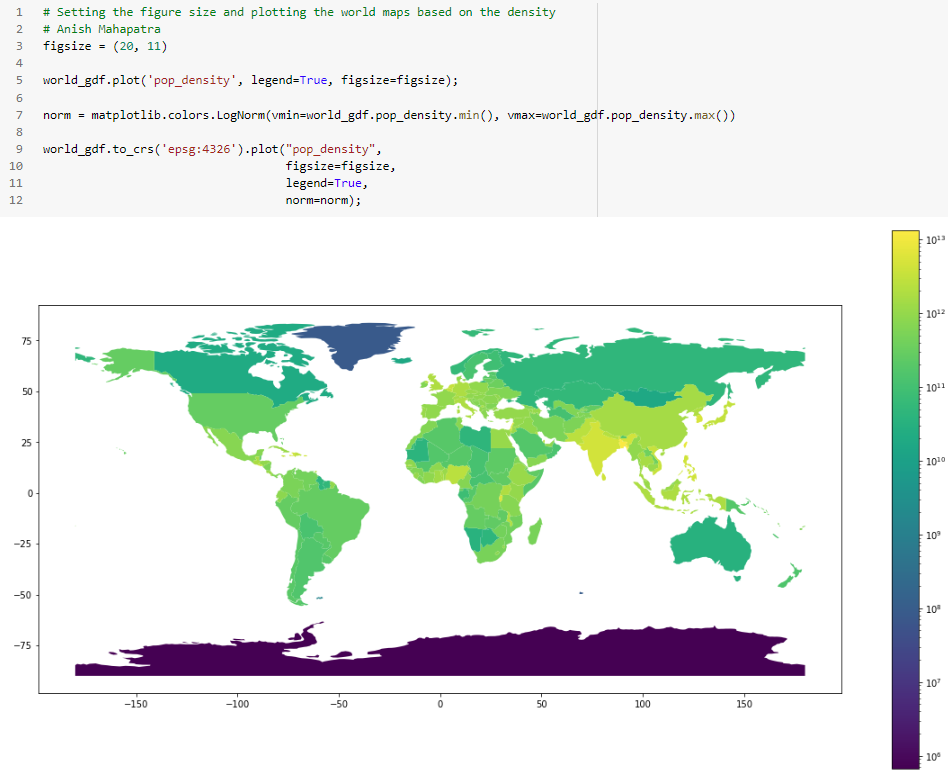 1 # Setting the figure size and plotting the world maps based on the density
2 # Anish Mahapatra
3 figsize = (20, 11)
4
5 world_gdf.plot('pop_density', legend=True, figsize=figsize);
6
7 norm = matplotlib.colors.LogNorm(vmin=world_gdf.pop_density.min(), vmax=world_gdf.pop_density.max())
8
9 world_gdf.to_crs('epsg:4326').plot("pop_density",
10 figsize=figsize,
11 legend=True,
12 norm=norm);
10¹³
10¹²
10¹¹
10¹⁰
10⁹
10⁸
10⁷
10⁶
75
50
25
0
−25
−50
−75
−150 −100 −50 0 50 100 150